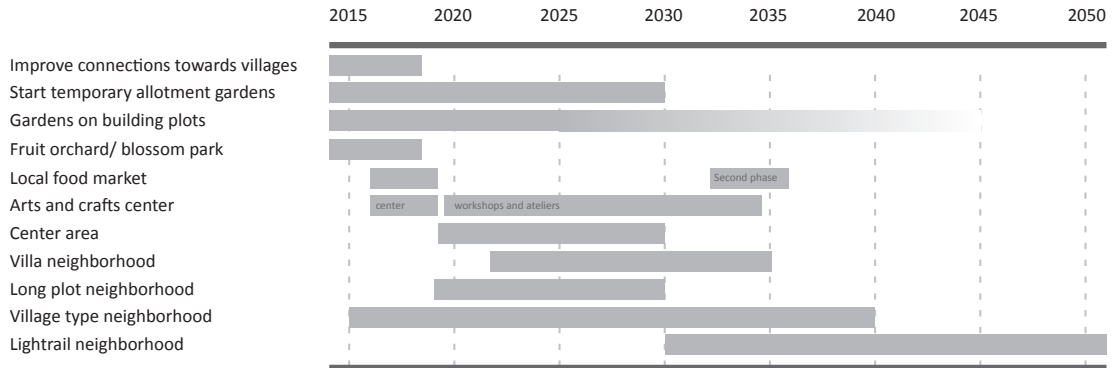 2015 2020 2025 2030 2035 2040 2045 2050
Improve connections towards villages
Start temporary allotment gardens
Gardens on building plots
Fruit orchard/ blossom park
Local food market Second phase
Arts and crafts center center workshops and ateliers
Center area
Villa neighborhood
Long plot neighborhood
Village type neighborhood
Lightrail neighborhood